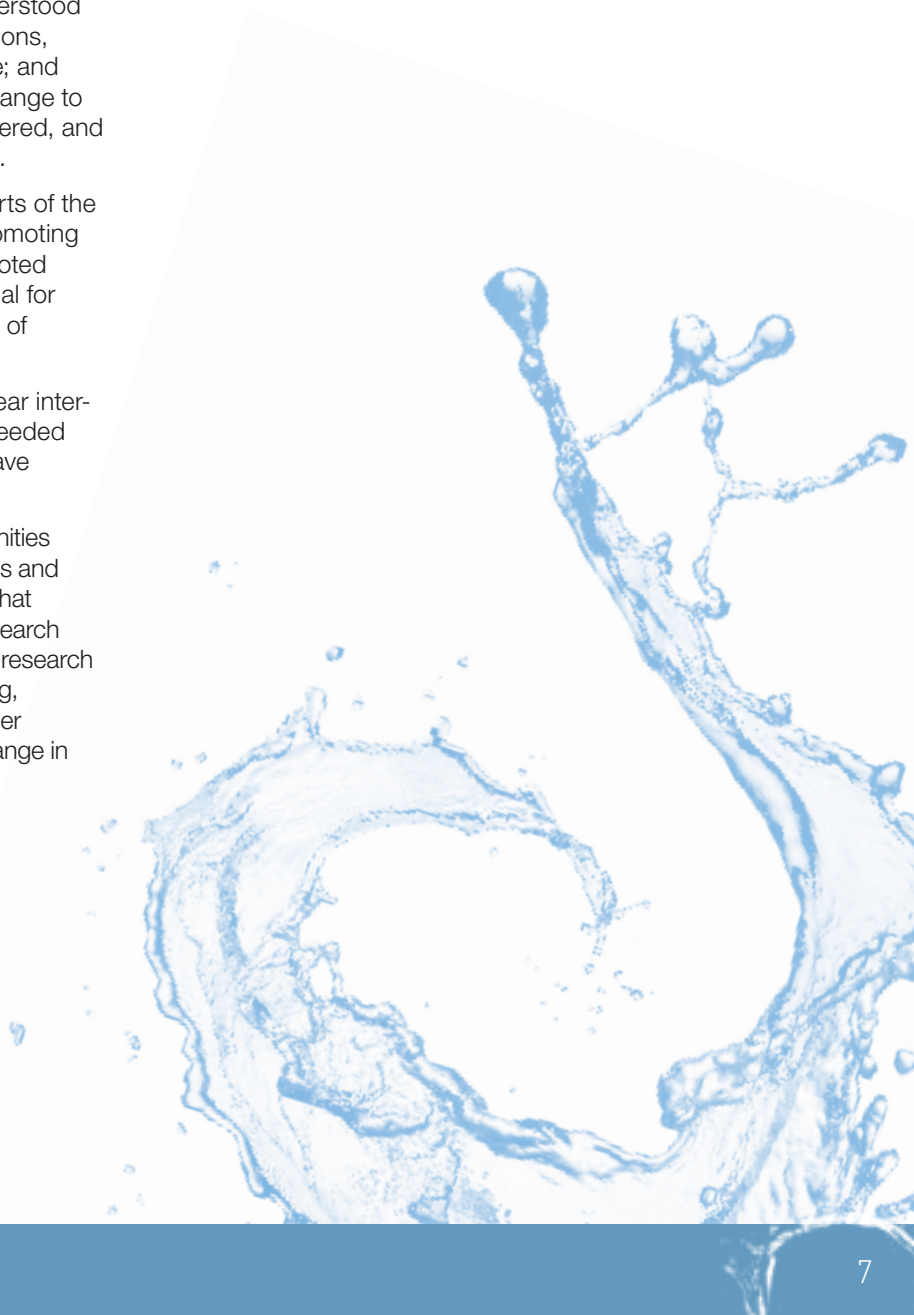 erstood
ons,
e; and
ange to
ered, and
.
rts of the
omoting
oted
al for
of
ear inter-
eeded
ave
nities
s and
hat
earch
research
g,
er
ange in
7